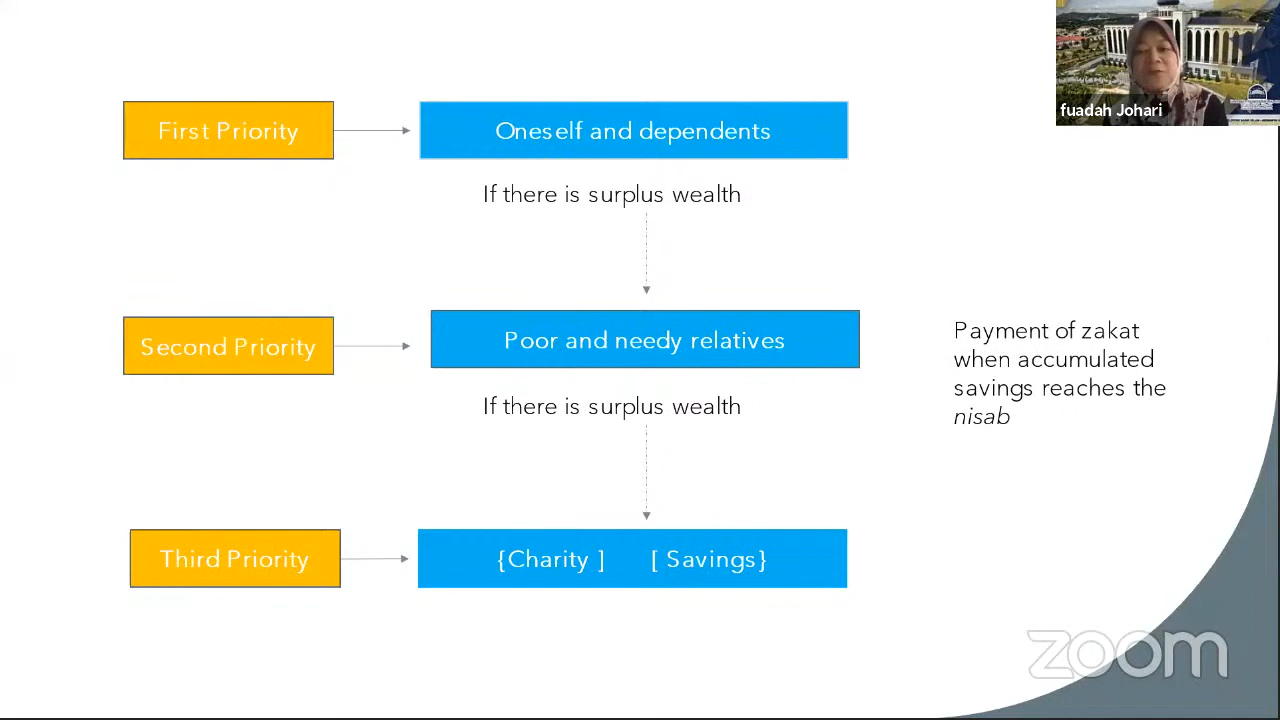 fuadah Johari
First Priority
Oneself and dependents
If there is surplus wealth
Second Priority
Poor and needy relatives
Payment of zakat
when accumulated
savings reaches the
nisab
If there is surplus wealth
Third Priority
{Charity ] [ Savings}
zoom